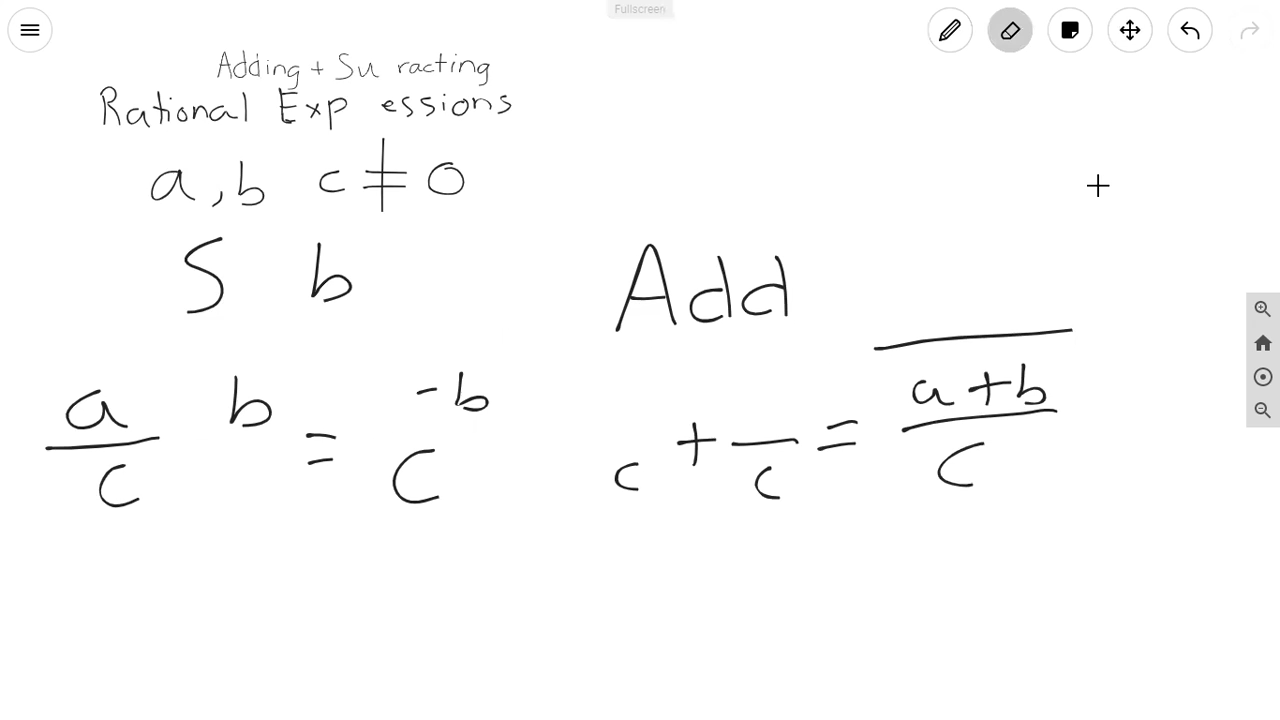 Fullscreen
Adding + Su racting
Rational Exp essions
a, b c ≠ 0
S b
Add
a b = - b
c c
c + — = a + b
c c